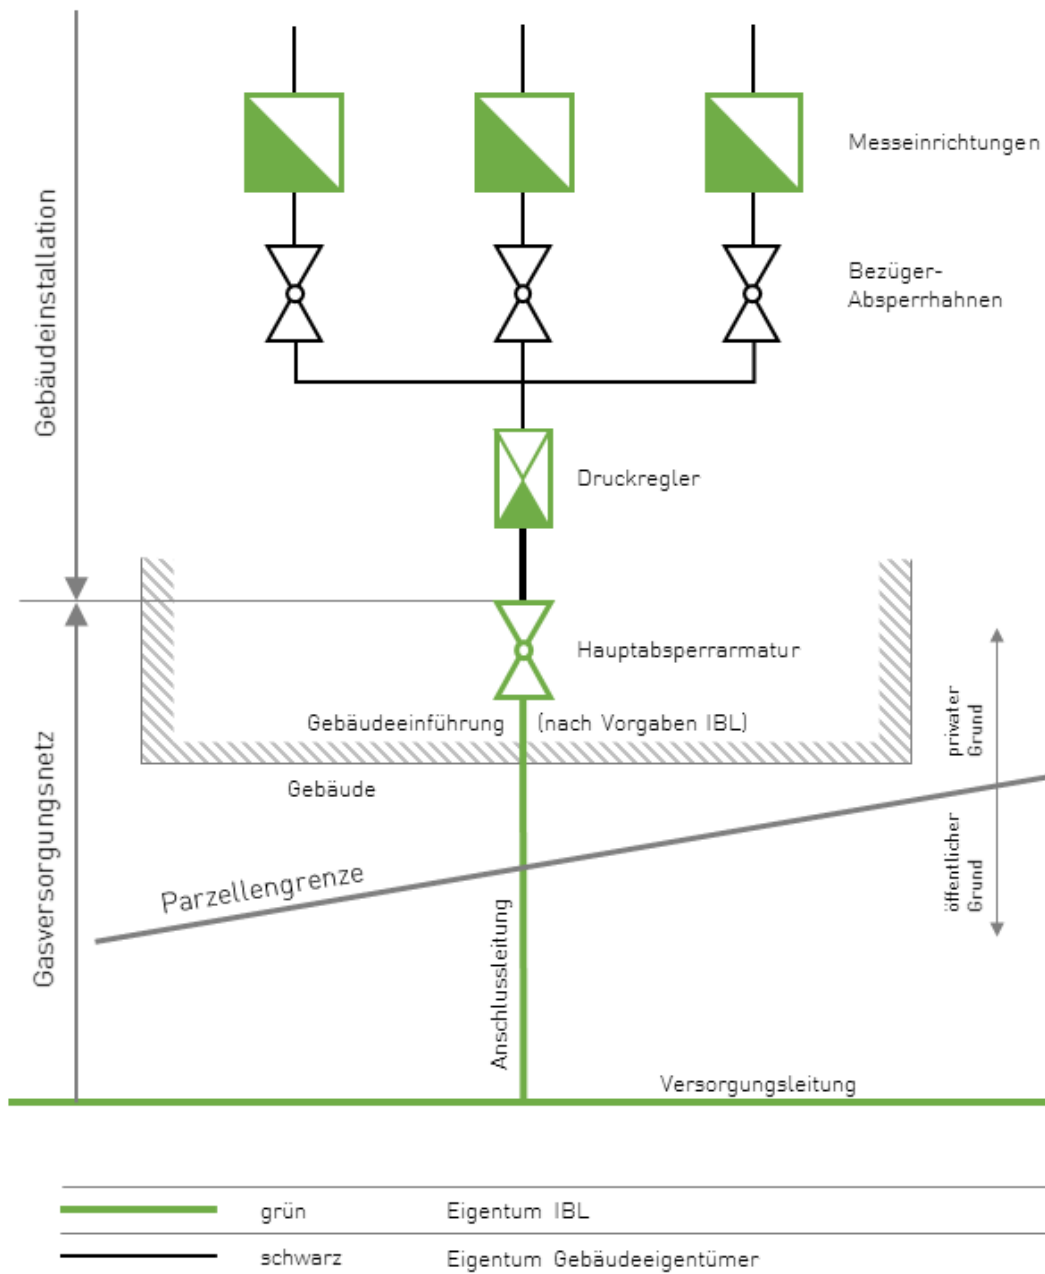 Messeinrichtungen
Bezüger-
Absperrhahnen
Gebäudeinstallation
Druckregler
Hauptabsperrarmatur
Gebäudeeinführung (nach Vorgaben IBL)
privater
Grund
Gebäude
Gasversorgungsnetz
Parzellengrenze
öffentlicher
Grund
Anschlussleitung
Versorgungsleitung
grün Eigentum IBL
schwarz Eigentum Gebäudeeigentümer